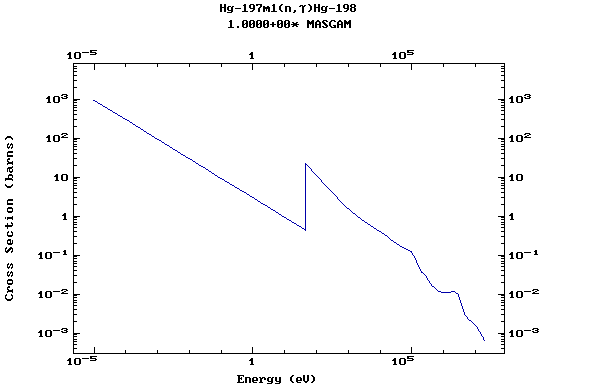 Hg-197m1(n,γ)Hg-198
1.0000+00* MASGAM
10⁻⁵ 1 10⁵
10³ 10³
10² 10²
10 10
1 1
10⁻¹ 10⁻¹
10⁻² 10⁻²
10⁻³ 10⁻³
10⁻⁵ 1 10⁵
Energy (eV)
Cross Section (barns)